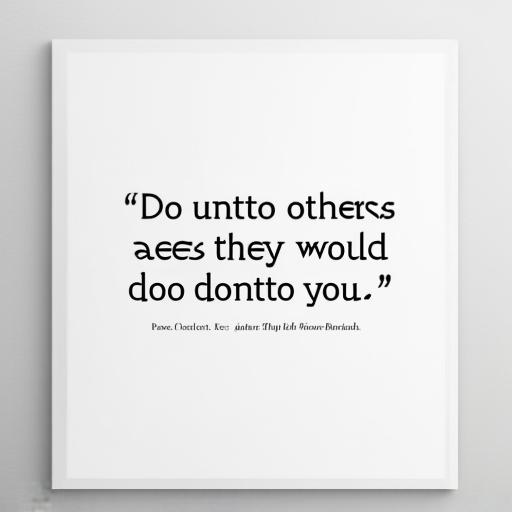 “Do untto otherss
aees they would
doo dontto you.”